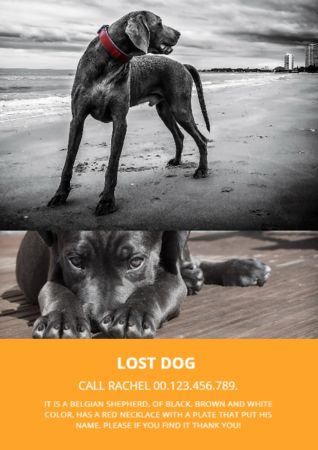 LOST DOG
CALL RACHEL 00.123.456.789.
IT IS A BELGIAN SHEPHERD, OF BLACK, BROWN AND WHITE
COLOR, HAS A RED NECKLACE WITH A PLATE THAT PUT HIS
NAME, PLEASE IF YOU FIND IT THANK YOU!